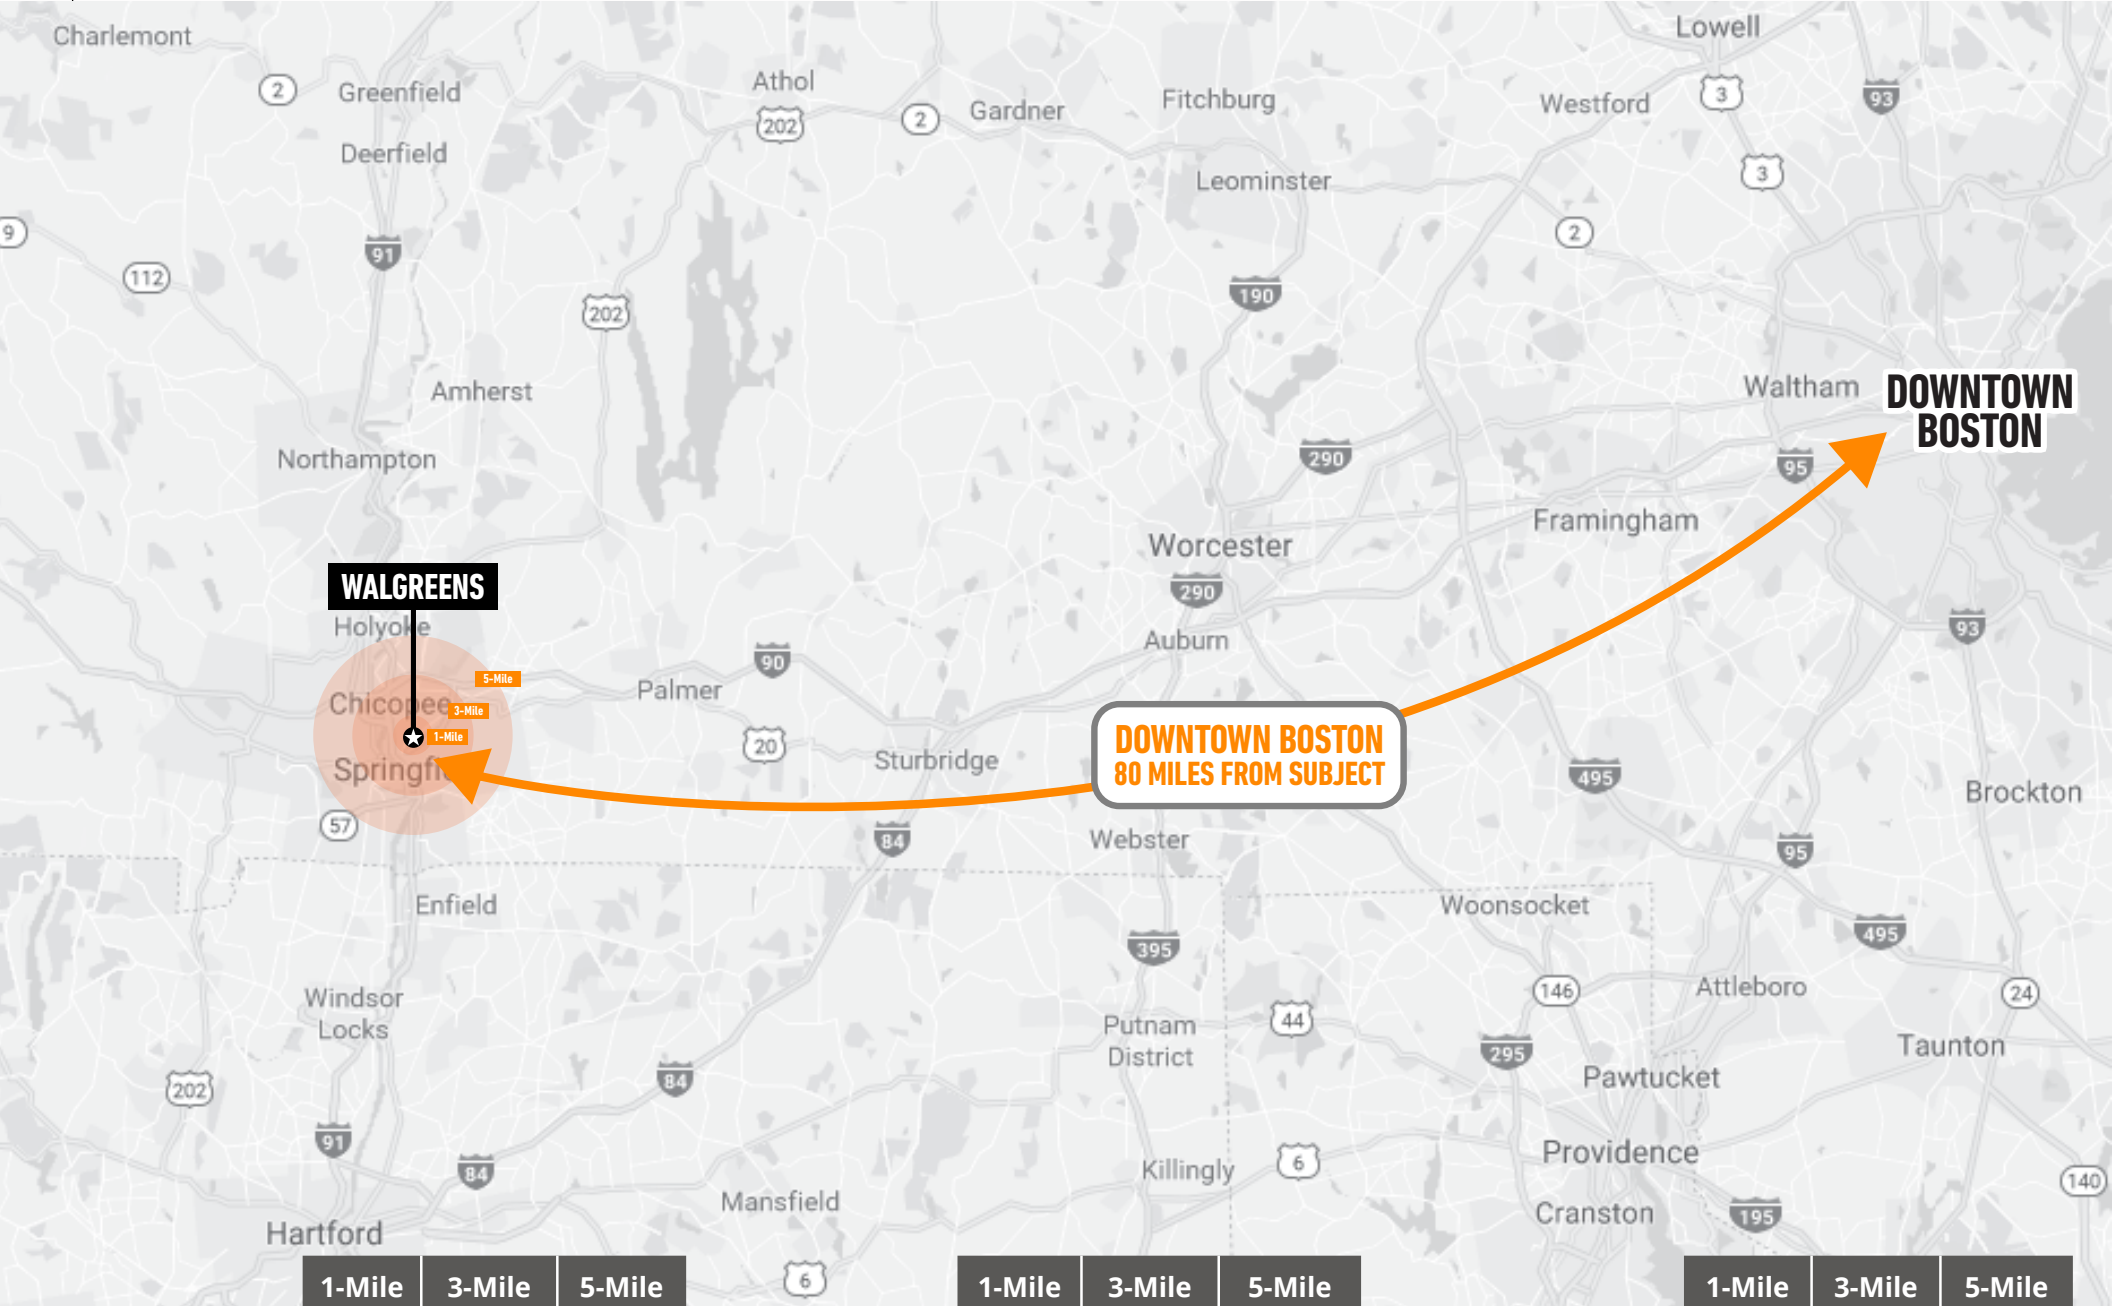 Charlemont
Lowell
Athol
2
Greenfield
3
93
Fitchburg
Westford
Gardner
202
2
Deerfield
3
Leominster
9
2
91
112
190
202
Waltham
DOWNTOWN
BOSTON
Amherst
Northampton
290
95
Framingham
Worcester
WALGREENS
290
Holyoke
93
Auburn
90
5-Mile
Palmer
Chicopee
3-Mile
1-Mile
DOWNTOWN BOSTON
80 MILES FROM SUBJECT
20
Sturbridge
Springfie
495
Brockton
57
84
Webster
95
Enfield
Woonsocket
495
395
Windsor
Locks
146
Attleboro
24
44
Putnam
District
295
Taunton
84
Pawtucket
202
91
Providence
6
84
Killingly
140
Mansfield
Cranston
195
Hartford
6
1-Mile 3-Mile 5-Mile
1-Mile 3-Mile 5-Mile
1-Mile 3-Mile 5-Mile